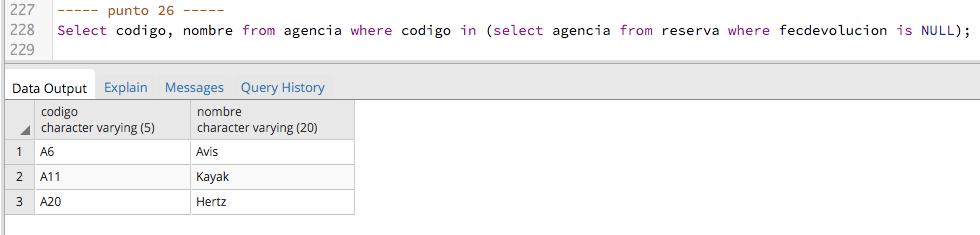 227 ----- punto 26 -----
228 Select codigo, nombre from agencia where codigo in (select agencia from reserva where fecdevolucion is NULL);
229
Data Output Explain Messages Query History
codigo nombre
character varying (5) character varying (20)
1 A6 Avis
2 A11 Kayak
3 A20 Hertz